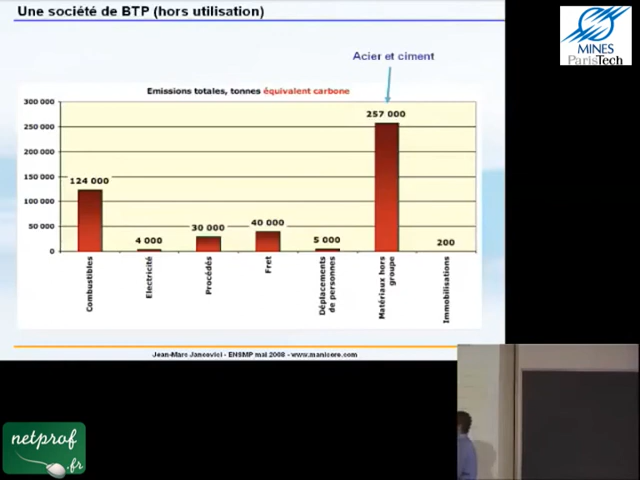 Une société de BTP (hors utilisation)
MINES
ParisTech
Acier et ciment
Emissions totales, tonnes équivalent carbone
300 000
250 000
200 000
150 000
100 000
50 000
0
124 000
4 000
30 000
40 000
5 000
257 000
200
Combustibles
Electricité
Procédés
Fret
Déplacements
de personnes
Matériaux hors
groupe
Immobilisations
Jean-Marc Jancovici - ENSMP mai 2008 - www.manicore.com
netprof
.fr